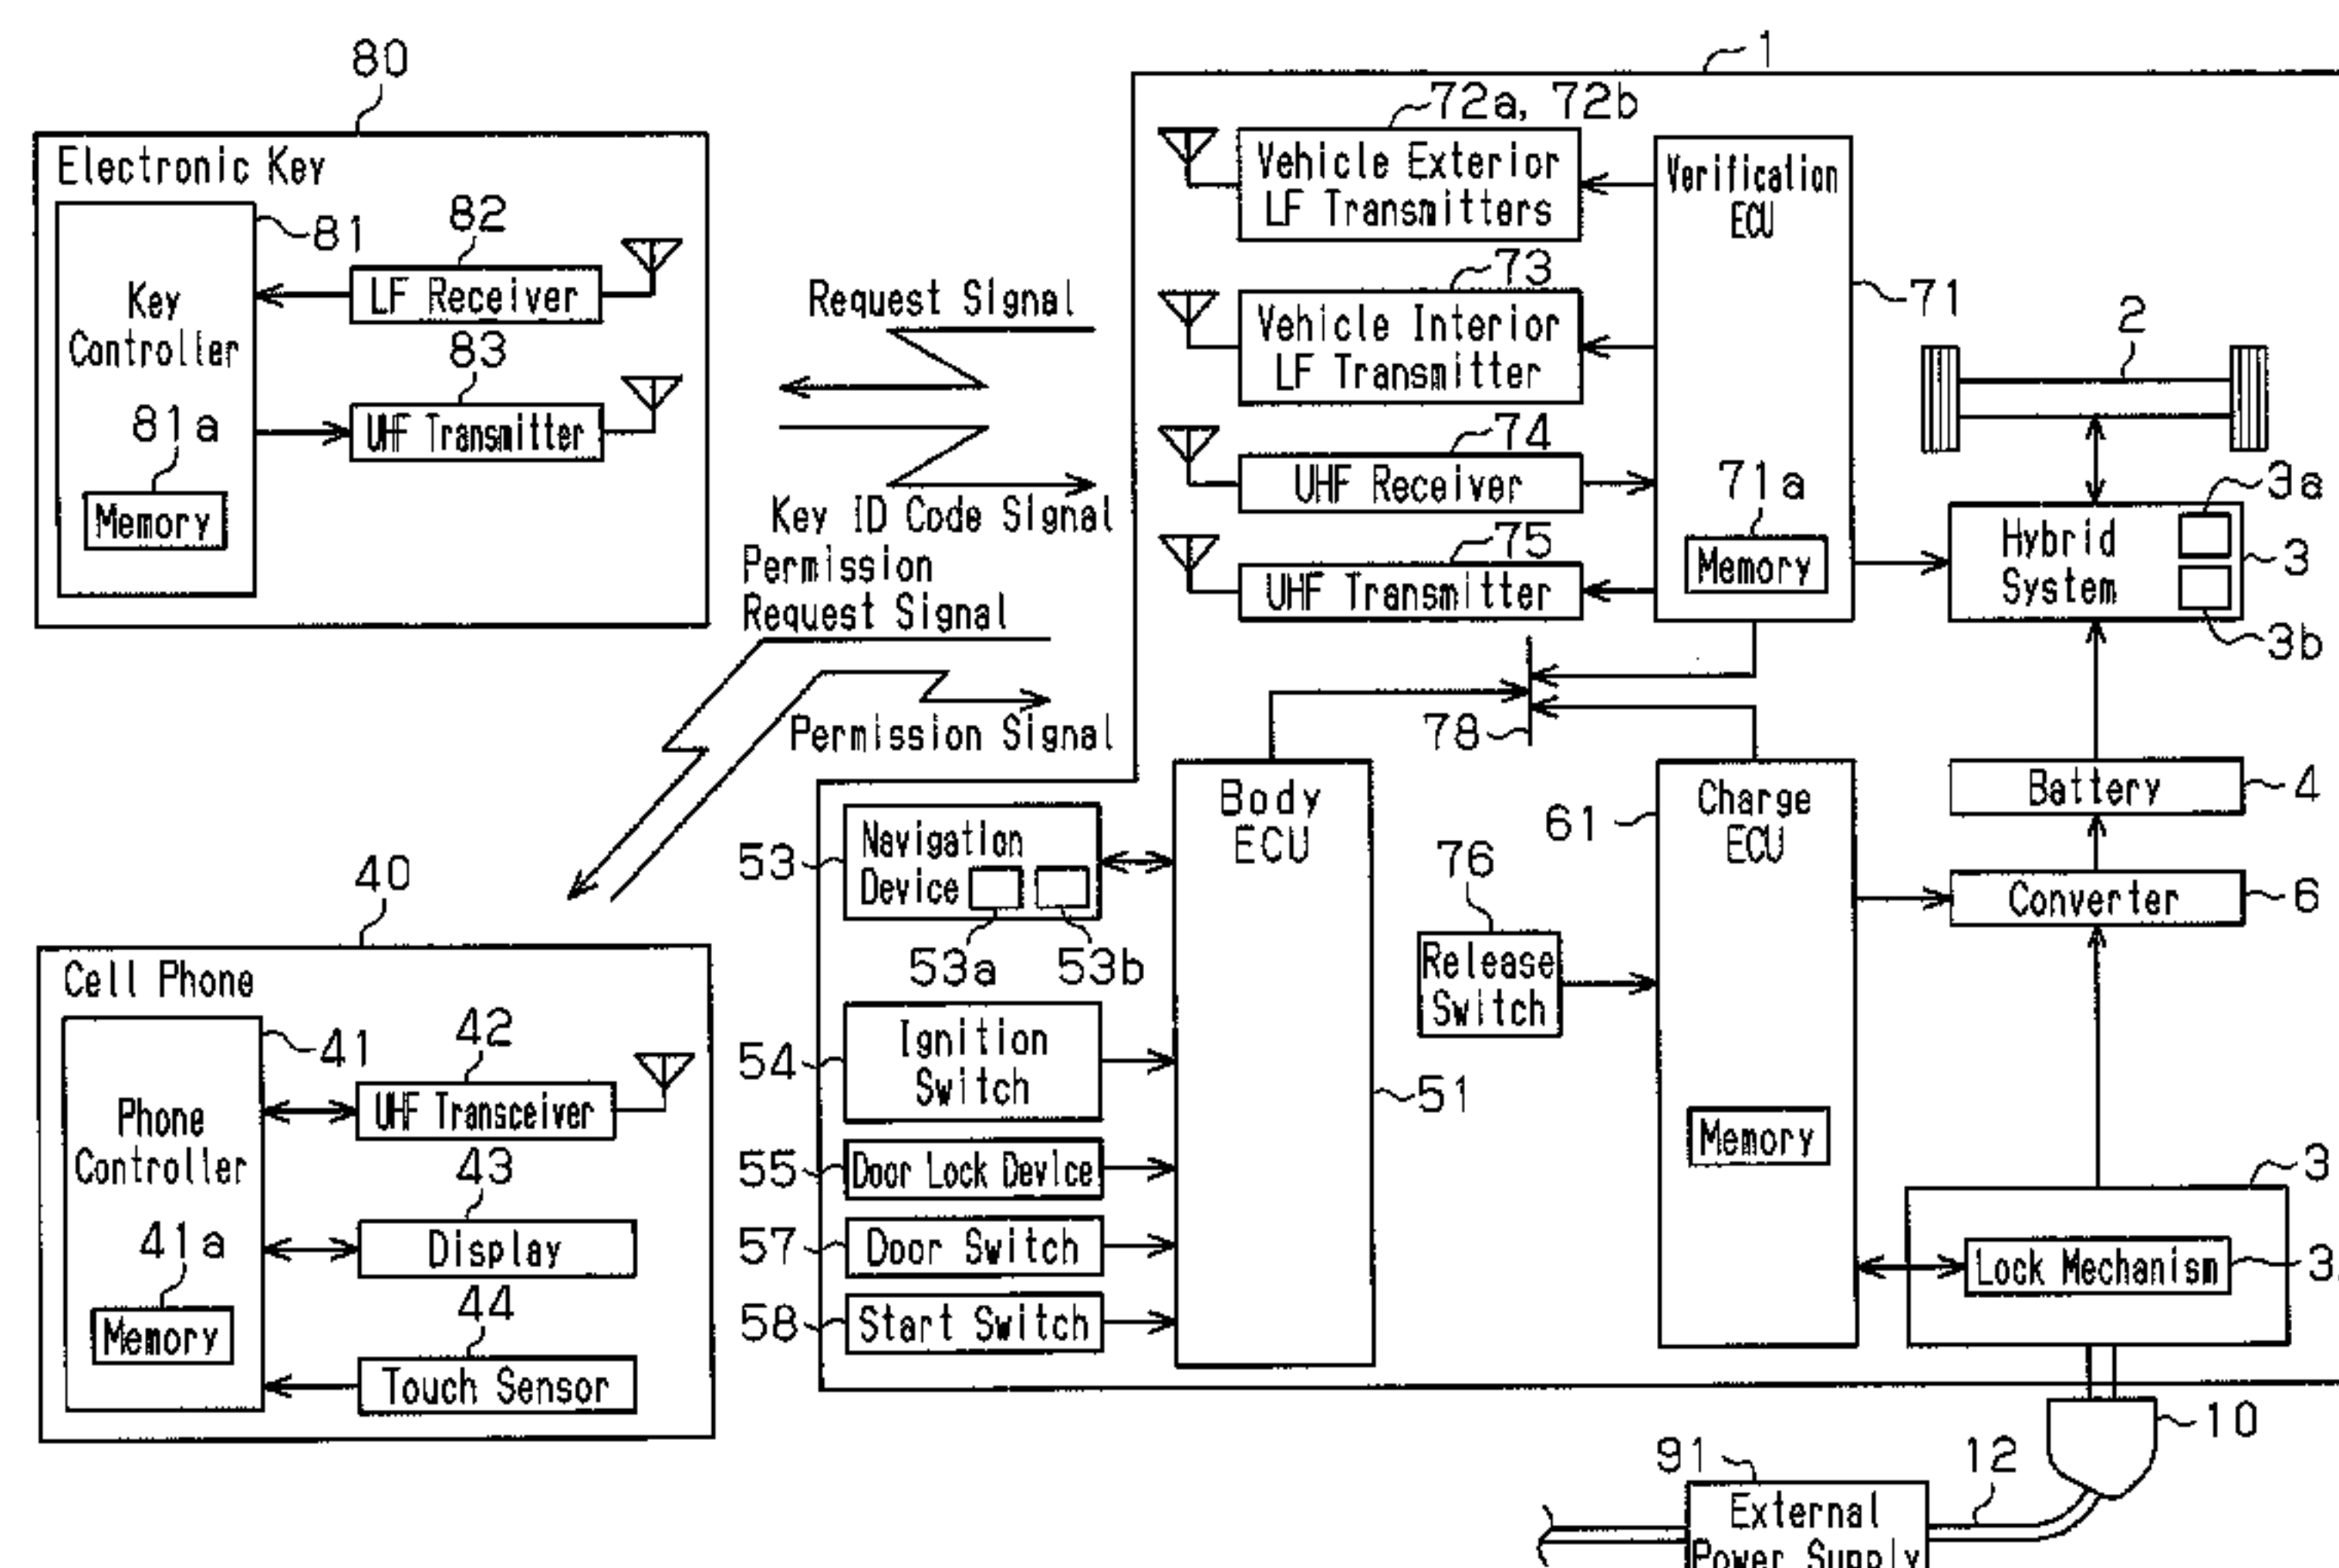 80
Electronic Key
81
82
LF Receiver
Key
Controller
83
UHF Transmitter
81a
Memory
Request Signal
Key ID Code Signal
Permission
Request Signal
Permission Signal
40
Cell Phone
41
42
UHF Transceiver
Phone
Controller
43
Display
41a
Memory
44
Touch Sensor
1
72a, 72b
Vehicle Exterior
LF Transmitters
Verification
ECU
71
73
Vehicle Interior
LF Transmitter
74
UHF Receiver
71a
Memory
75
UHF Transmitter
2
3a
Hybrid
System
3
3b
78
53
Navigation
Device
53a
53b
Body
ECU
51
54
Ignition
Switch
55
Door Lock Device
57
Door Switch
58
Start Switch
76
Release
Switch
61
Charge
ECU
Memory
Battery
4
Converter
6
3
Lock Mechanism
3
10
91
12
External
Power Supply